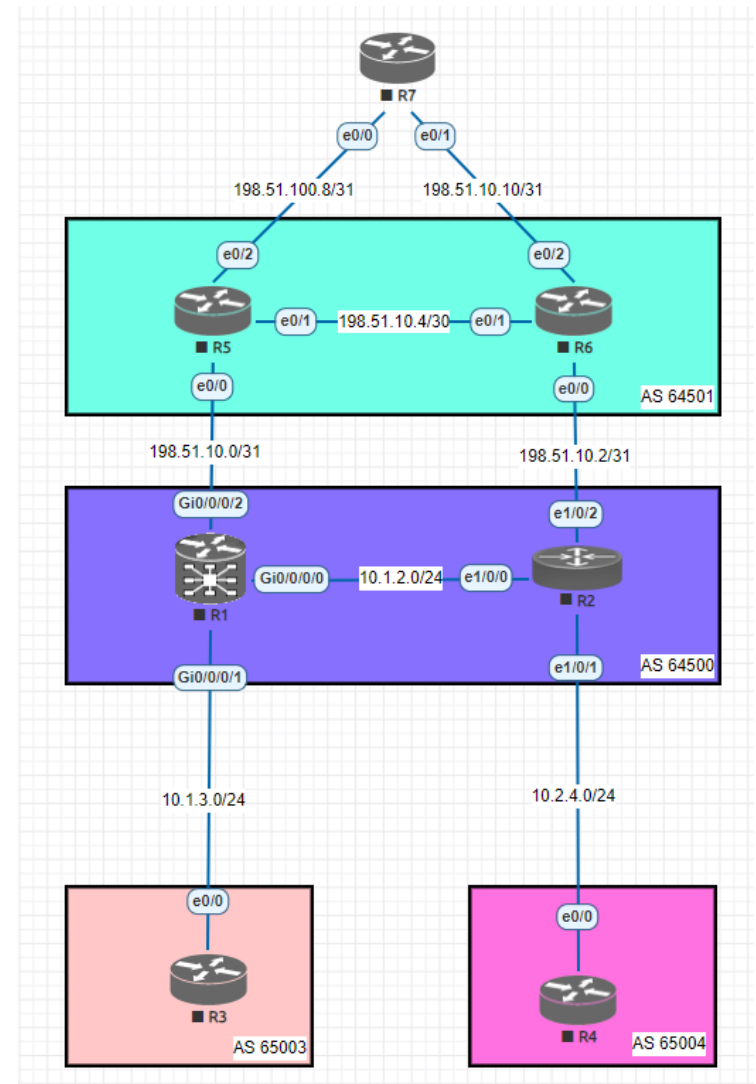 R7
e0/0
e0/1
198.51.100.8/31
198.51.10.10/31
e0/2
e0/2
e0/1
198.51.10.4/30
e0/1
R5
R6
e0/0
e0/0
AS 64501
198.51.10.0/31
198.51.10.2/31
Gi0/0/0/2
e1/0/2
Gi0/0/0/0
10.1.2.0/24
e1/0/0
R1
R2
Gi0/0/0/1
e1/0/1
AS 64500
10.1.3.0/24
10.2.4.0/24
e0/0
e0/0
R3
R4
AS 65003
AS 65004